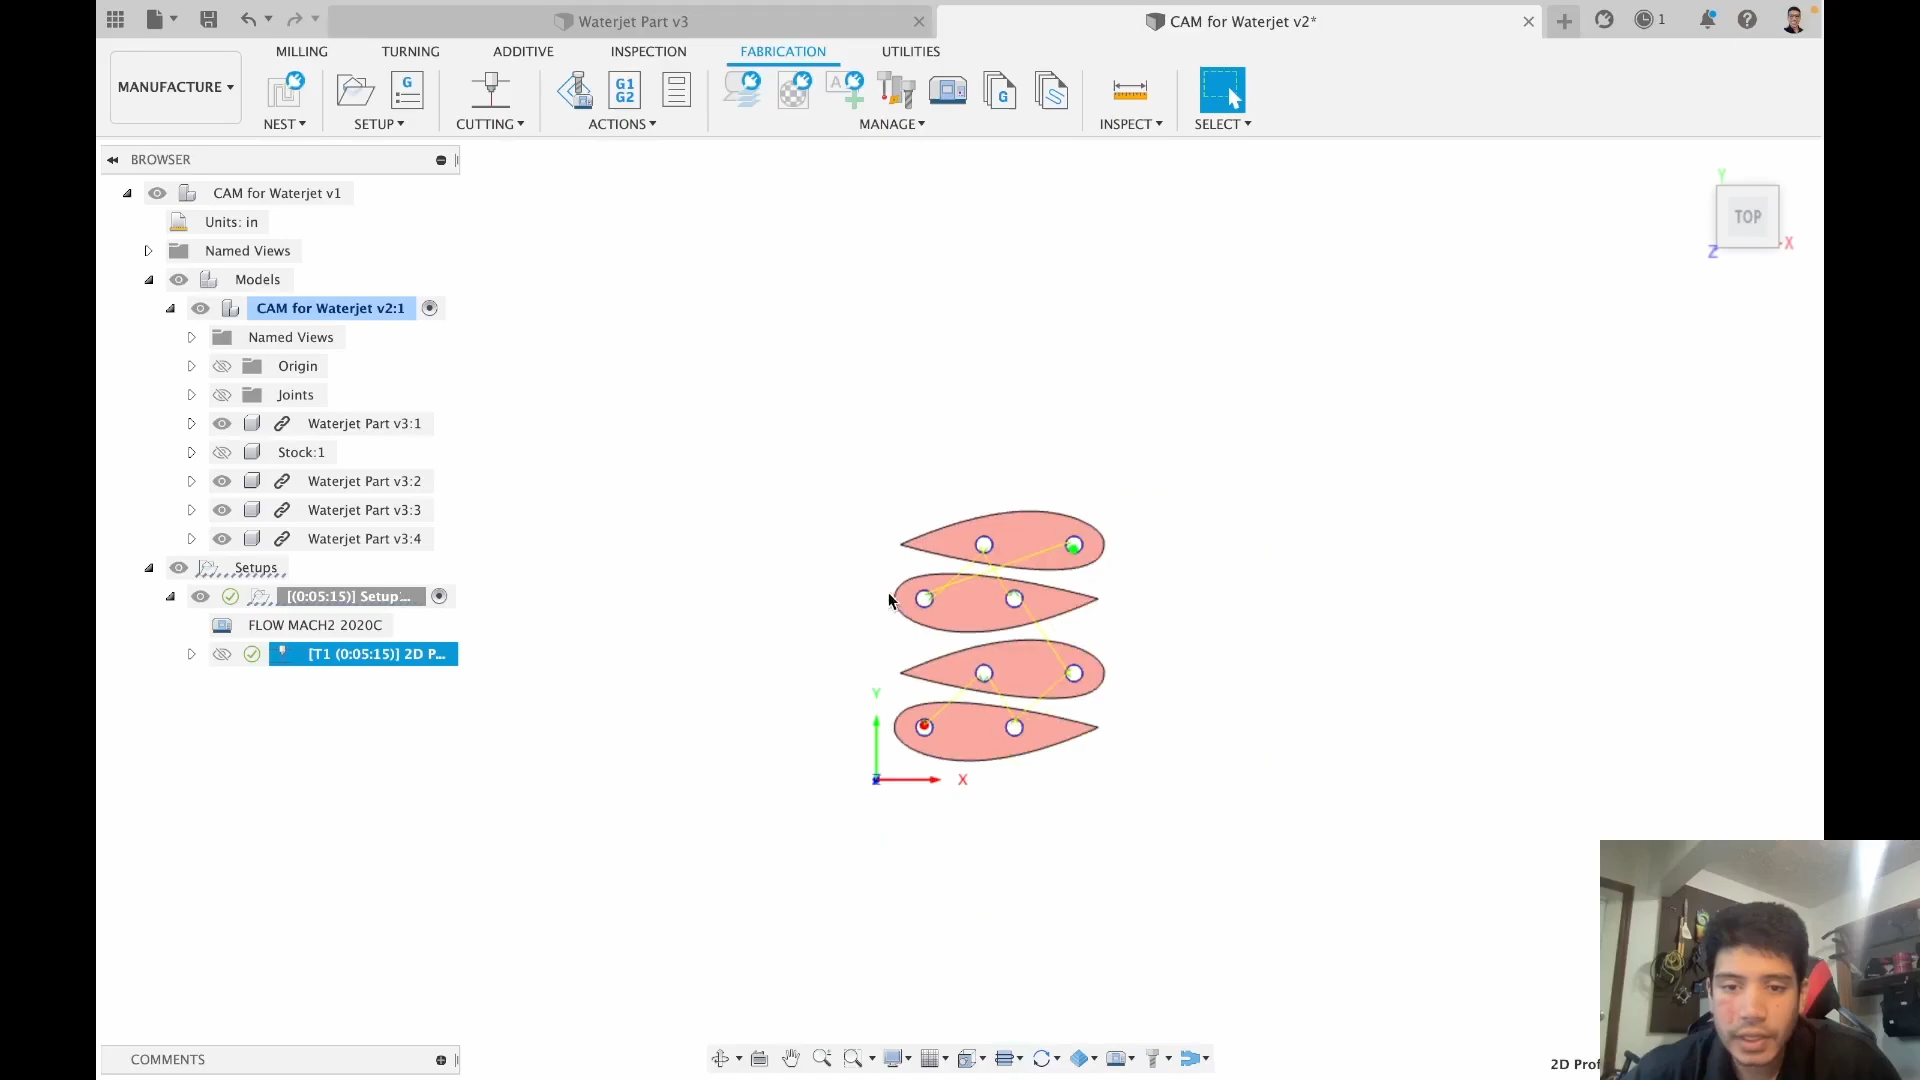 Waterjet Part v3
CAM for Waterjet v2*
1
MILLING
TURNING
ADDITIVE
INSPECTION
FABRICATION
UTILITIES
MANUFACTURE
NEST
SETUP
CUTTING
G1
G2
ACTIONS
MANAGE
INSPECT
SELECT
BROWSER
CAM for Waterjet v1
Units: in
Named Views
Models
CAM for Waterjet v2:1
Named Views
Origin
Joints
Waterjet Part v3:1
Stock:1
Waterjet Part v3:2
Waterjet Part v3:3
Waterjet Part v3:4
Setups
[(0:05:15)] Setup...
FLOW MACH2 2020C
[T1 (0:05:15)] 2D P...
Y
TOP
X
Z
Y
Z
X
COMMENTS
2D Prof